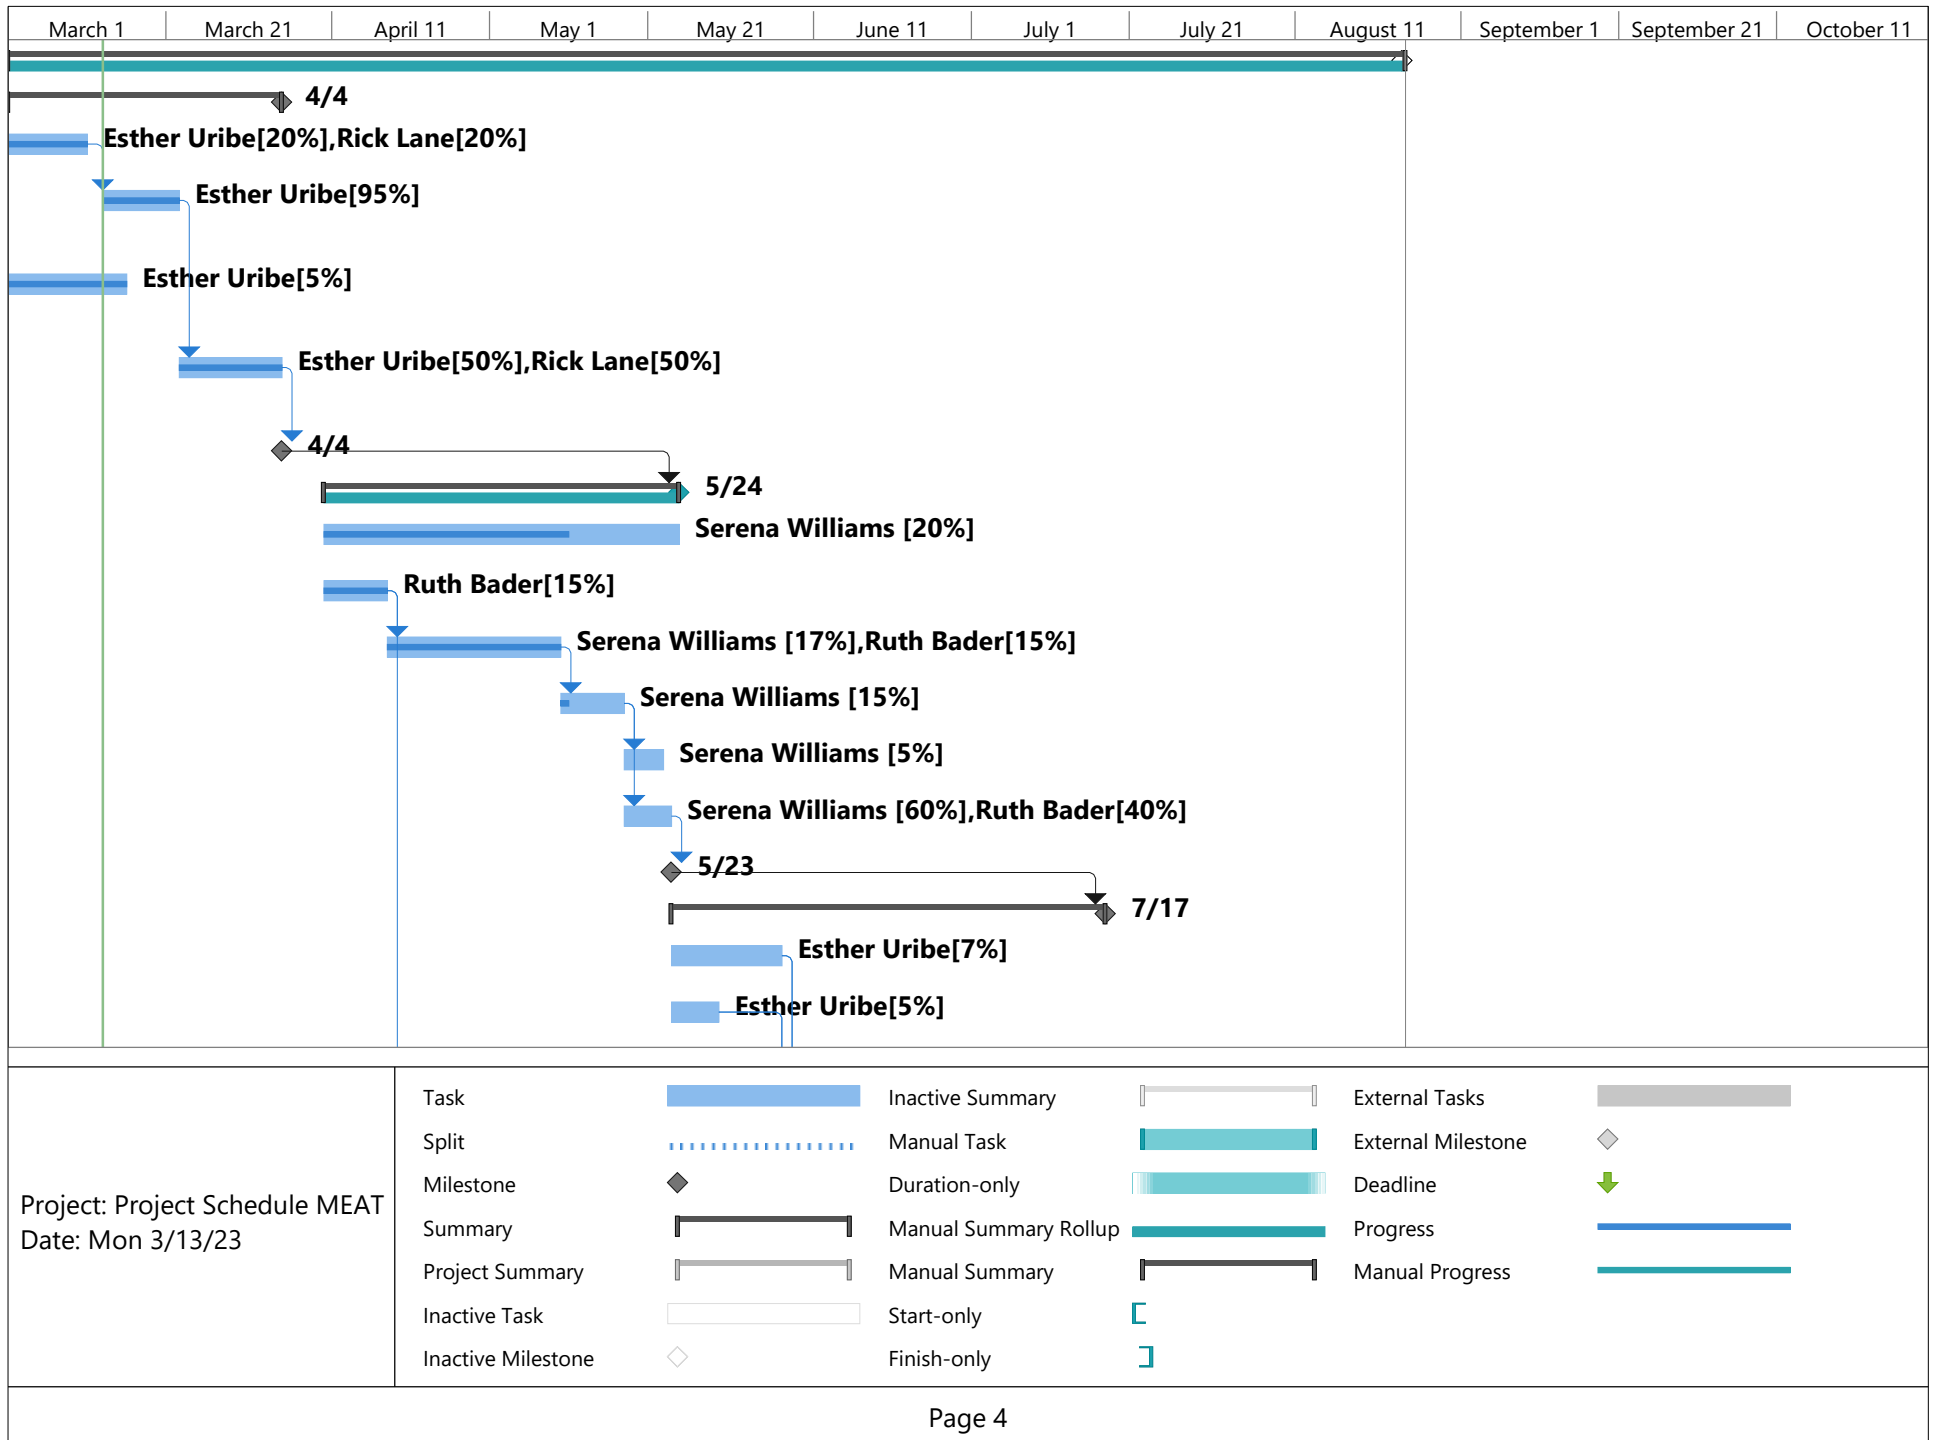 March 1 March 21 April 11 May 1 May 21 June 11 July 1 July 21 August 11 September 1 September 21 October 11
4/4
Esther Uribe[20%],Rick Lane[20%]
Esther Uribe[95%]
Esther Uribe[5%]
Esther Uribe[50%],Rick Lane[50%]
4/4
5/24
Serena Williams [20%]
Ruth Bader[15%]
Serena Williams [17%],Ruth Bader[15%]
Serena Williams [15%]
Serena Williams [5%]
Serena Williams [60%],Ruth Bader[40%]
5/23
7/17
Esther Uribe[7%]
Esther Uribe[5%]
Project: Project Schedule MEAT
Date: Mon 3/13/23
Task
Split
Milestone
Summary
Project Summary
Inactive Task
Inactive Milestone
Inactive Summary
Manual Task
Duration-only
Manual Summary Rollup
Manual Summary
Start-only
Finish-only
External Tasks
External Milestone
Deadline
Progress
Manual Progress
Page 4